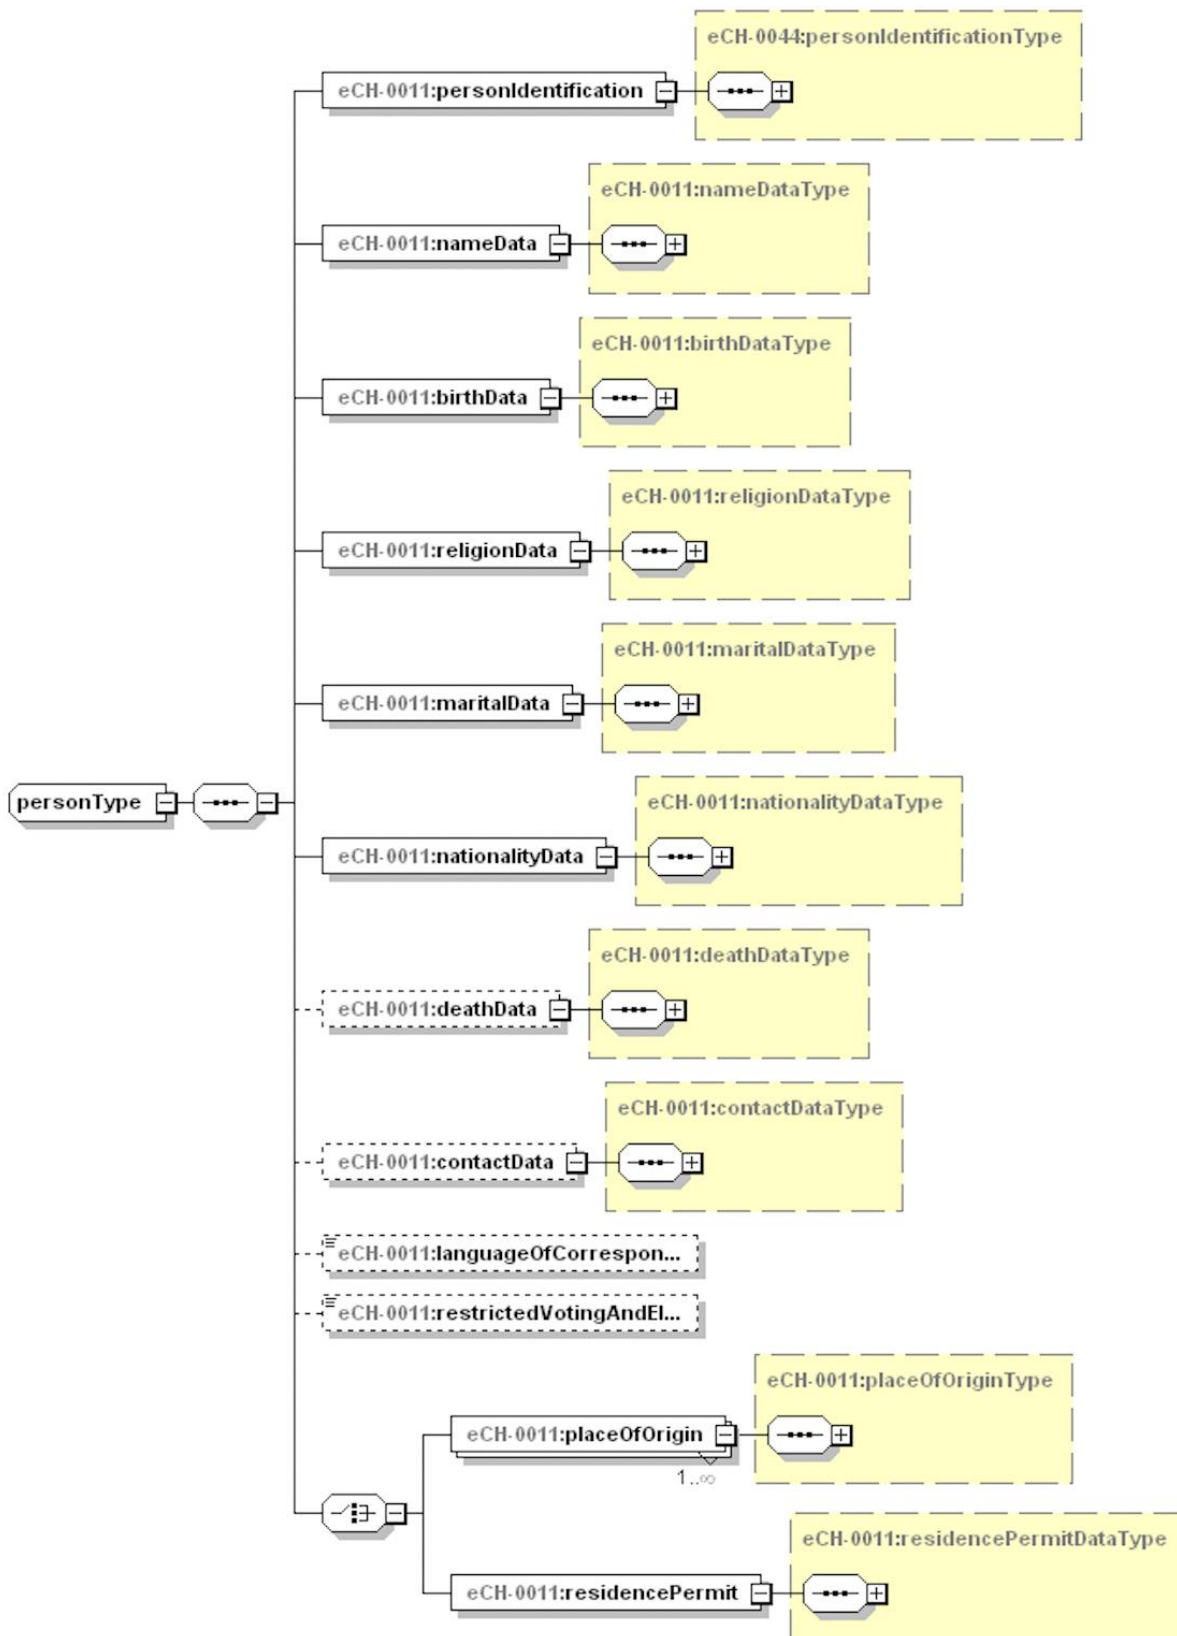 eCH-0044:personIdentificationType
eCH-0011:personIdentification
eCH-0011:nameDataType
eCH-0011:nameData
eCH-0011:birthDataType
eCH-0011:birthData
eCH-0011:religionDataType
eCH-0011:religionData
eCH-0011:maritalDataType
eCH-0011:maritalData
personType
eCH-0011:nationalityDataType
eCH-0011:nationalityData
eCH-0011:deathDataType
eCH-0011:deathData
eCH-0011:contactDataType
eCH-0011:contactData
eCH-0011:languageOfCorrespon...
eCH-0011:restrictedVotingAndEl...
eCH-0011:placeOfOriginType
eCH-0011:placeOfOrigin
1..∞
eCH-0011:residencePermitDataType
eCH-0011:residencePermit